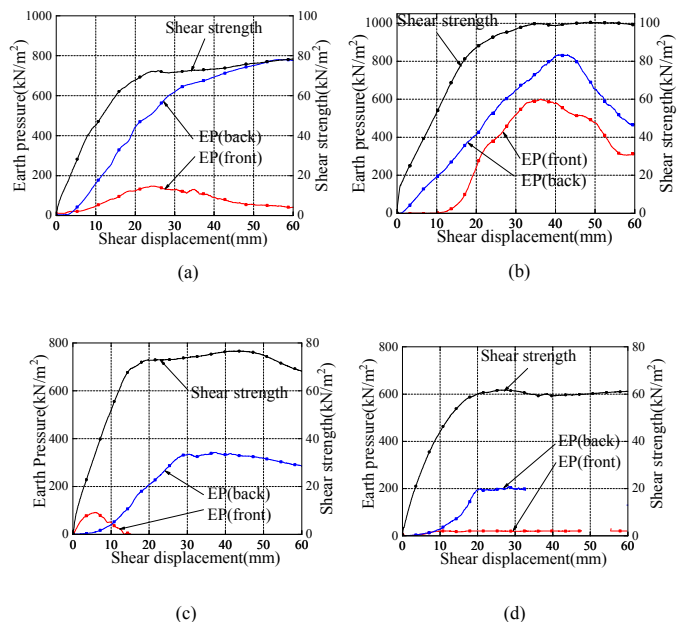 1000
800
600
400
200
0
Earth pressure(kN/m²)
Shear strength
EP(back)
EP(front)
100
80
60
40
20
0
Shear strength(kN/m²)
0 10 20 30 40 50 60
Shear displacement(mm)
(a)
1000
800
600
400
200
0
Earth pressure(kN/m²)
Shear strength
EP(front)
EP(back)
100
80
60
40
20
0
Shear strength(kN/m²)
0 10 20 30 40 50 60
Shear displacement(mm)
(b)
800
600
400
200
0
Earth Pressure(kN/m²)
Shear strength
EP(back)
EP(front)
80
60
40
20
0
Shear strength(kN/m²)
0 10 20 30 40 50 60
Shear displacement(mm)
(c)
800
600
400
200
0
Earth Pressure(kN/m²)
Shear strength
EP(back)
EP(front)
80
60
40
20
0
Shear strength(kN/m²)
0 10 20 30 40 50 60
Shear displacement(mm)
(d)